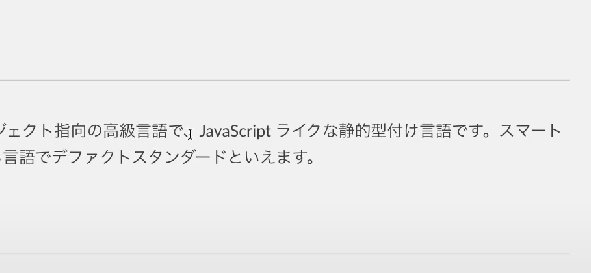 ジェクト指向の高級言語で、JavaScript ライクな静的型付け言語です。スマート
言語でデファクトスタンダードといえます。